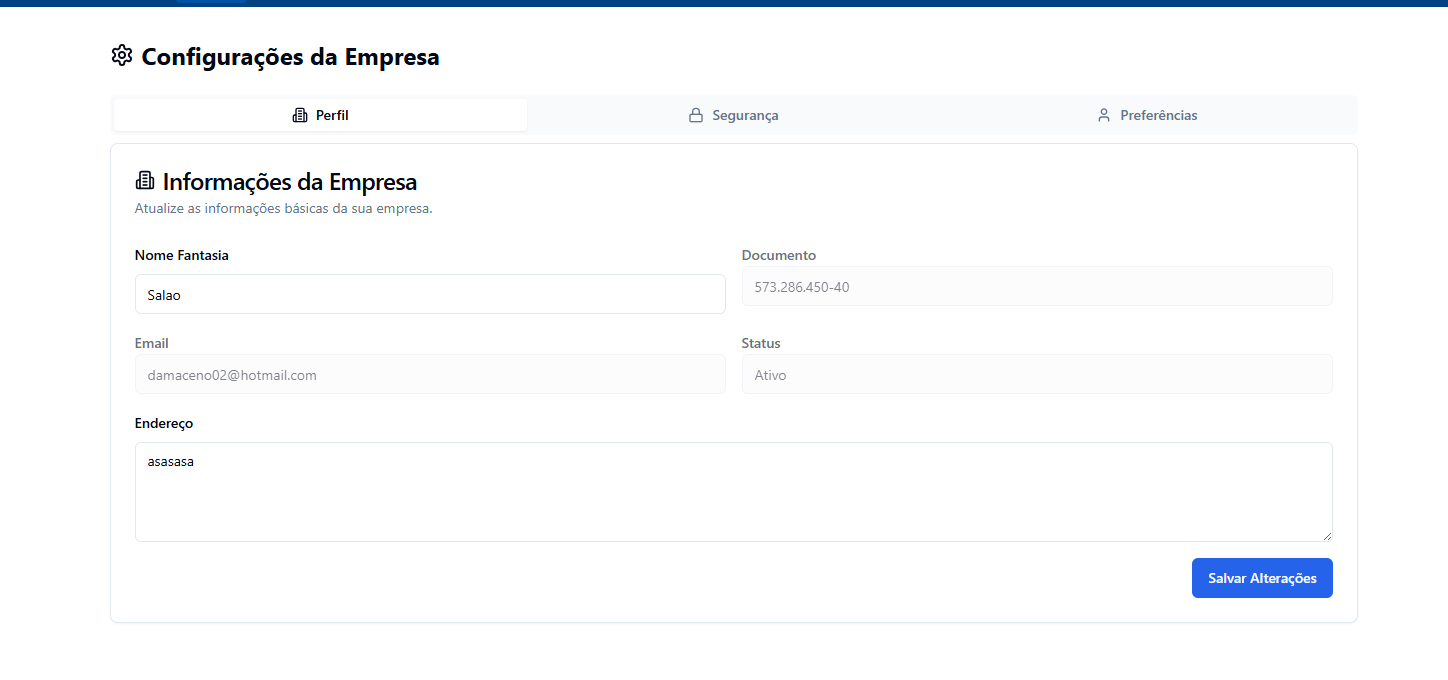 Configurações da Empresa
Perfil
Segurança
Preferências
Informações da Empresa
Atualize as informações básicas da sua empresa.
Nome Fantasia
Documento
Salao
573.286.450-40
Email
Status
damaceno02@hotmail.com
Ativo
Endereço
asasasa
Salvar Alterações